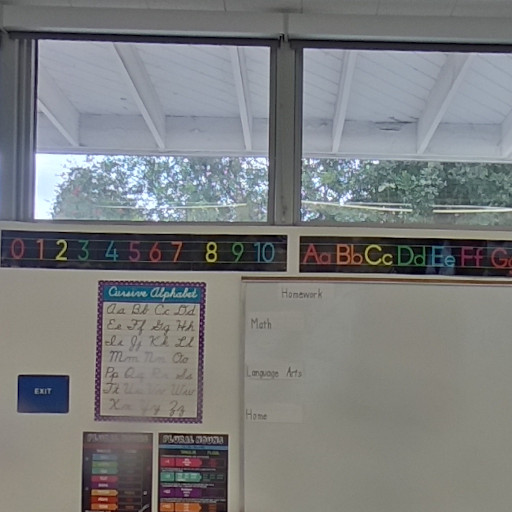 0 1 2 3 4 5 6 7 8 9 10
Aa Bb Cc Dd Ee Ff Gg
Cursive Alphabet
Aa Bb Cc Dd
Ee Ff Gg Hh
Ii Jj Kk Ll
Mm Nn Oo
Pp Qq Rr Ss
Tt Uu Vv Ww
Xx Yy Zz
Homework
Math
Language Arts
Home
EXIT
PLURAL NOUNS
PLURAL NOUNS